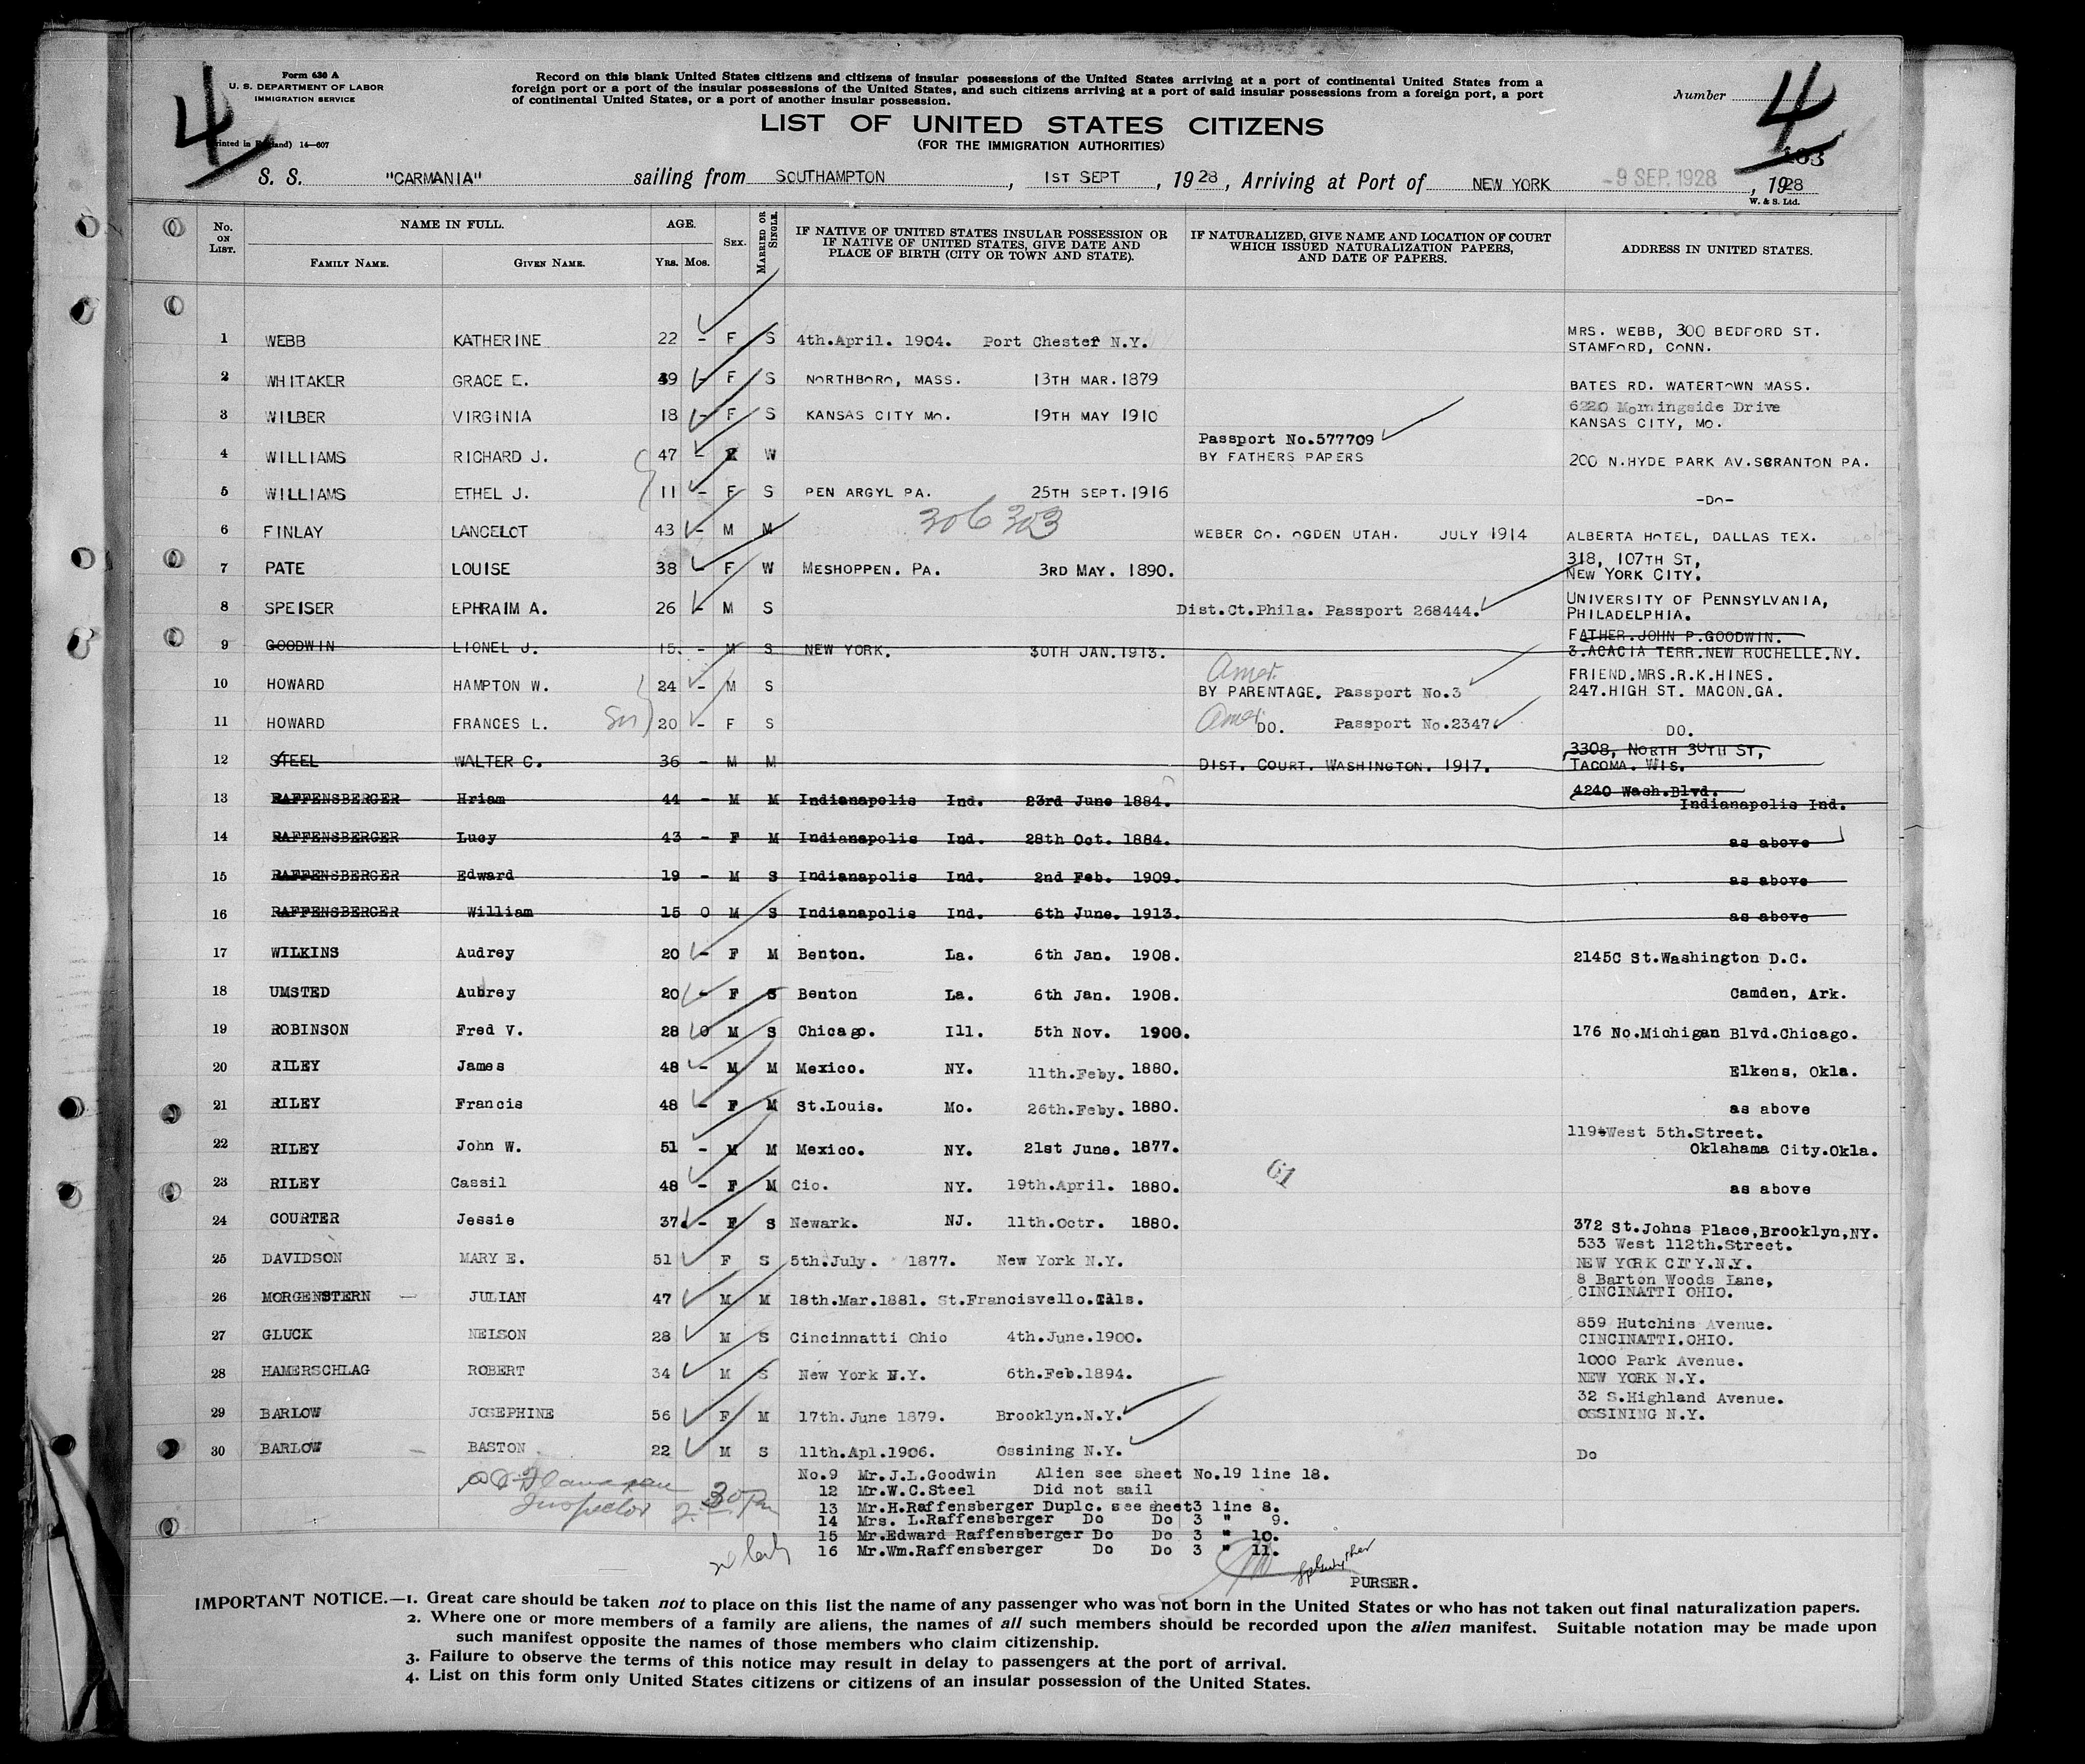 4
Form 630 A
U. S. DEPARTMENT OF LABOR
IMMIGRATION SERVICE
14—607
Record on this blank United States citizens and citizens of insular possessions of the United States arriving at a port of continental United States from a
foreign port or a port of the insular possessions of the United States, and such citizens arriving at a port of said insular possessions from a foreign port, a port
of continental United States, or a port of another insular possession.
Number 4
LIST OF UNITED STATES CITIZENS
(FOR THE IMMIGRATION AUTHORITIES)
S. S. "CARMANIA" sailing from SOUTHAMPTON, 1ST SEPT, 1928, Arriving at Port of NEW YORK -9 SEP. 1928, 1928
W. & S. Ltd.
No. ON LIST. NAME IN FULL. FAMILY NAME. GIVEN NAME. AGE. YRS. MOS. SEX. MARRIED OR SINGLE. IF NATIVE OF UNITED STATES INSULAR POSSESSION OR IF NATIVE OF UNITED STATES, GIVE DATE AND PLACE OF BIRTH (CITY OR TOWN AND STATE). IF NATURALIZED, GIVE NAME AND LOCATION OF COURT WHICH ISSUED NATURALIZATION PAPERS, AND DATE OF PAPERS. ADDRESS IN UNITED STATES.
1 WEBB KATHERINE 22 - F S 4th.April. 1904. Port Chester N.Y. MRS. WEBB, 300 BEDFORD ST.
STAMFORD, CONN.
2 WHITAKER GRACE E. 49 - F S NORTHBORO, MASS. 13TH MAR. 1879 BATES RD. WATERTOWN MASS.
3 WILBER VIRGINIA 18 - F S KANSAS CITY MO. 19TH MAY 1910 6220 Morningside Drive
KANSAS CITY, MO.
Passport No.577709
4 WILLIAMS RICHARD J. 47 - W BY FATHERS PAPERS 200 N.HYDE PARK AV.SCRANTON PA.
5 WILLIAMS ETHEL J. 11 - F S PEN ARGYL PA. 25TH SEPT.1916 -DO-
306 303
6 FINLAY LANCELOT 43 - M M WEBER CO. OGDEN UTAH. JULY 1914 ALBERTA HOTEL, DALLAS TEX.
7 PATE LOUISE 38 - F W MESHOPPEN. PA. 3RD MAY. 1890. 318, 107TH ST,
NEW YORK CITY.
8 SPEISER EPHRAIM A. 26 - M S Dist.Ct.Phila. Passport 268444. UNIVERSITY OF PENNSYLVANIA,
PHILADELPHIA.
9 GOODWIN LIONEL J. 15. - M S NEW YORK. 30TH JAN.1913. FATHER.JOHN P.GOODWIN.
3.ACACIA TERR.NEW ROCHELLE.NY.
Amer.
10 HOWARD HAMPTON W. 24 - M S BY PARENTAGE. Passport No.3 FRIEND.MRS.R.K.HINES.
247.HIGH ST. MACON.GA.
11 HOWARD FRANCES L. 20 - F S Amer. DO. Passport No.2347. DO.
12 STEEL WALTER C. 36 - M M DIST. COURT. WASHINGTON. 1917. 3308, NORTH 30TH ST,
TACOMA. WIS.
13 RAFFENSBERGER Hriam 44 - M M Indianapolis Ind. 23rd June 1884. 4240 Wash.Blvd.
Indianapolis Ind.
14 RAFFENSBERGER Lucy 43 - F M Indianapolis Ind. 28th Oct. 1884. as above
15 RAFFENSBERGER Edward 19 - M S Indianapolis Ind. 2nd Feb. 1909. as above
16 RAFFENSBERGER William 15 0 M S Indianapolis Ind. 6th June. 1913. as above
17 WILKINS Audrey 20 - F M Benton. La. 6th Jan. 1908. 2145C St.Washington D.C.
18 UMSTED Aubrey 20 - F S Benton La. 6th Jan. 1908. Camden, Ark.
19 ROBINSON Fred V. 28 0 M S Chicago. Ill. 5th Nov. 1900. 176 No.Michigan Blvd.Chicago.
20 RILEY James 48 - M M Mexico. NY. 11th.Feby. 1880. Elkens, Okla.
21 RILEY Francis 48 - F M St.Louis. Mo. 26th.Feby. 1880. as above
22 RILEY John W. 51 - M M Mexico. NY. 21st June. 1877. 119 West 5th.Street.
Oklahoma City.Okla.
23 RILEY Cassil 48 - F M Cio. NY. 19th.April. 1880. 61 as above
24 COURTER Jessie 37. - F S Newark. NJ. 11th.Octr. 1880. 372 St.Johns Place,Brooklyn,NY.
25 DAVIDSON MARY E. 51 F S 5th.July. 1877. New York N.Y. 533 West 112th.Street.
NEW YORK CITY.N.Y.
26 MORGENSTERN JULIAN 47 M M 18th.Mar.1881. St.Francisvello. 8 Barton Woods Lane,
CINCINATTI OHIO.
27 GLUCK NELSON 28 M S Cincinnatti Ohio 4th.June.1900. 859 Hutchins Avenue.
CINCINATTI.OHIO.
28 HAMERSCHLAG ROBERT 34 M S New York N.Y. 6th.Feb.1894. 1000 Park Avenue.
NEW YORK N.Y.
29 BARLOW JOSEPHINE 56 F M 17th.June 1879. Brooklyn.N.Y. 32 S.Highland Avenue.
OSSINING N.Y.
30 BARLOW BASTON 22 M S 11th.Apl.1906. Ossining N.Y. Do
Inspector
No.9 Mr.J.L.Goodwin Alien see sheet No.19 line 18.
12 Mr.W.C.Steel Did not sail
13 Mr.H.Raffensberger Duplc. see sheet3 line 8.
14 Mrs. L.Raffensberger Do Do 3 " 9.
15 Mr.Edward Raffensberger Do Do 3 " 10.
16 Mr.Wm.Raffensberger Do Do 3 " 11.
PURSER.
IMPORTANT NOTICE.—1. Great care should be taken not to place on this list the name of any passenger who was not born in the United States or who has not taken out final naturalization papers.
2. Where one or more members of a family are aliens, the names of all such members should be recorded upon the alien manifest. Suitable notation may be made upon
such manifest opposite the names of those members who claim citizenship.
3. Failure to observe the terms of this notice may result in delay to passengers at the port of arrival.
4. List on this form only United States citizens or citizens of an insular possession of the United States.